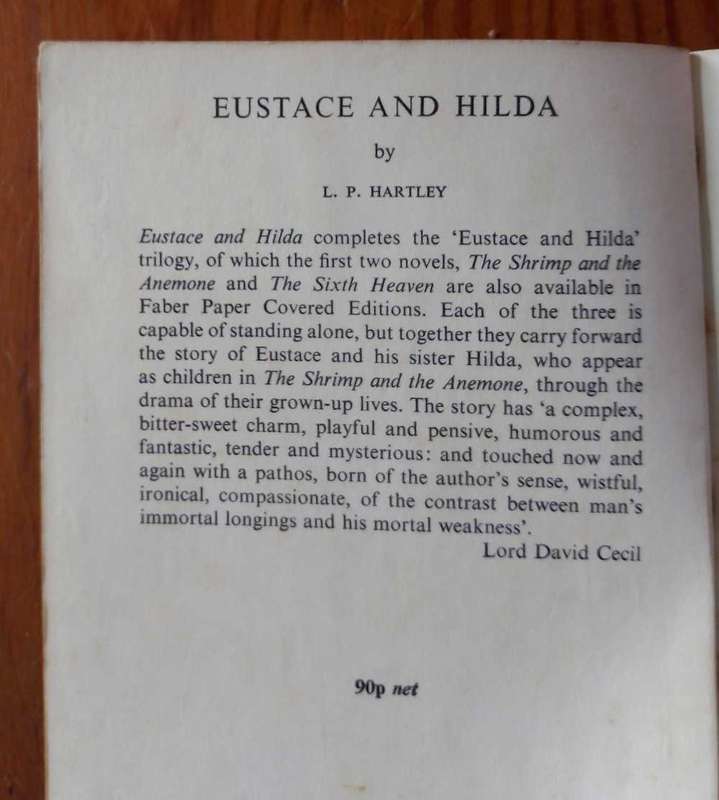 EUSTACE AND HILDA
by
L. P. HARTLEY
Eustace and Hilda completes the ‘Eustace and Hilda’
trilogy, of which the first two novels, The Shrimp and the
Anemone and The Sixth Heaven are also available in
Faber Paper Covered Editions. Each of the three is
capable of standing alone, but together they carry forward
the story of Eustace and his sister Hilda, who appear
as children in The Shrimp and the Anemone, through the
drama of their grown-up lives. The story has ‘a complex,
bitter-sweet charm, playful and pensive, humorous and
fantastic, tender and mysterious: and touched now and
again with a pathos, born of the author’s sense, wistful,
ironical, compassionate, of the contrast between man’s
immortal longings and his mortal weakness’.
Lord David Cecil
90p net